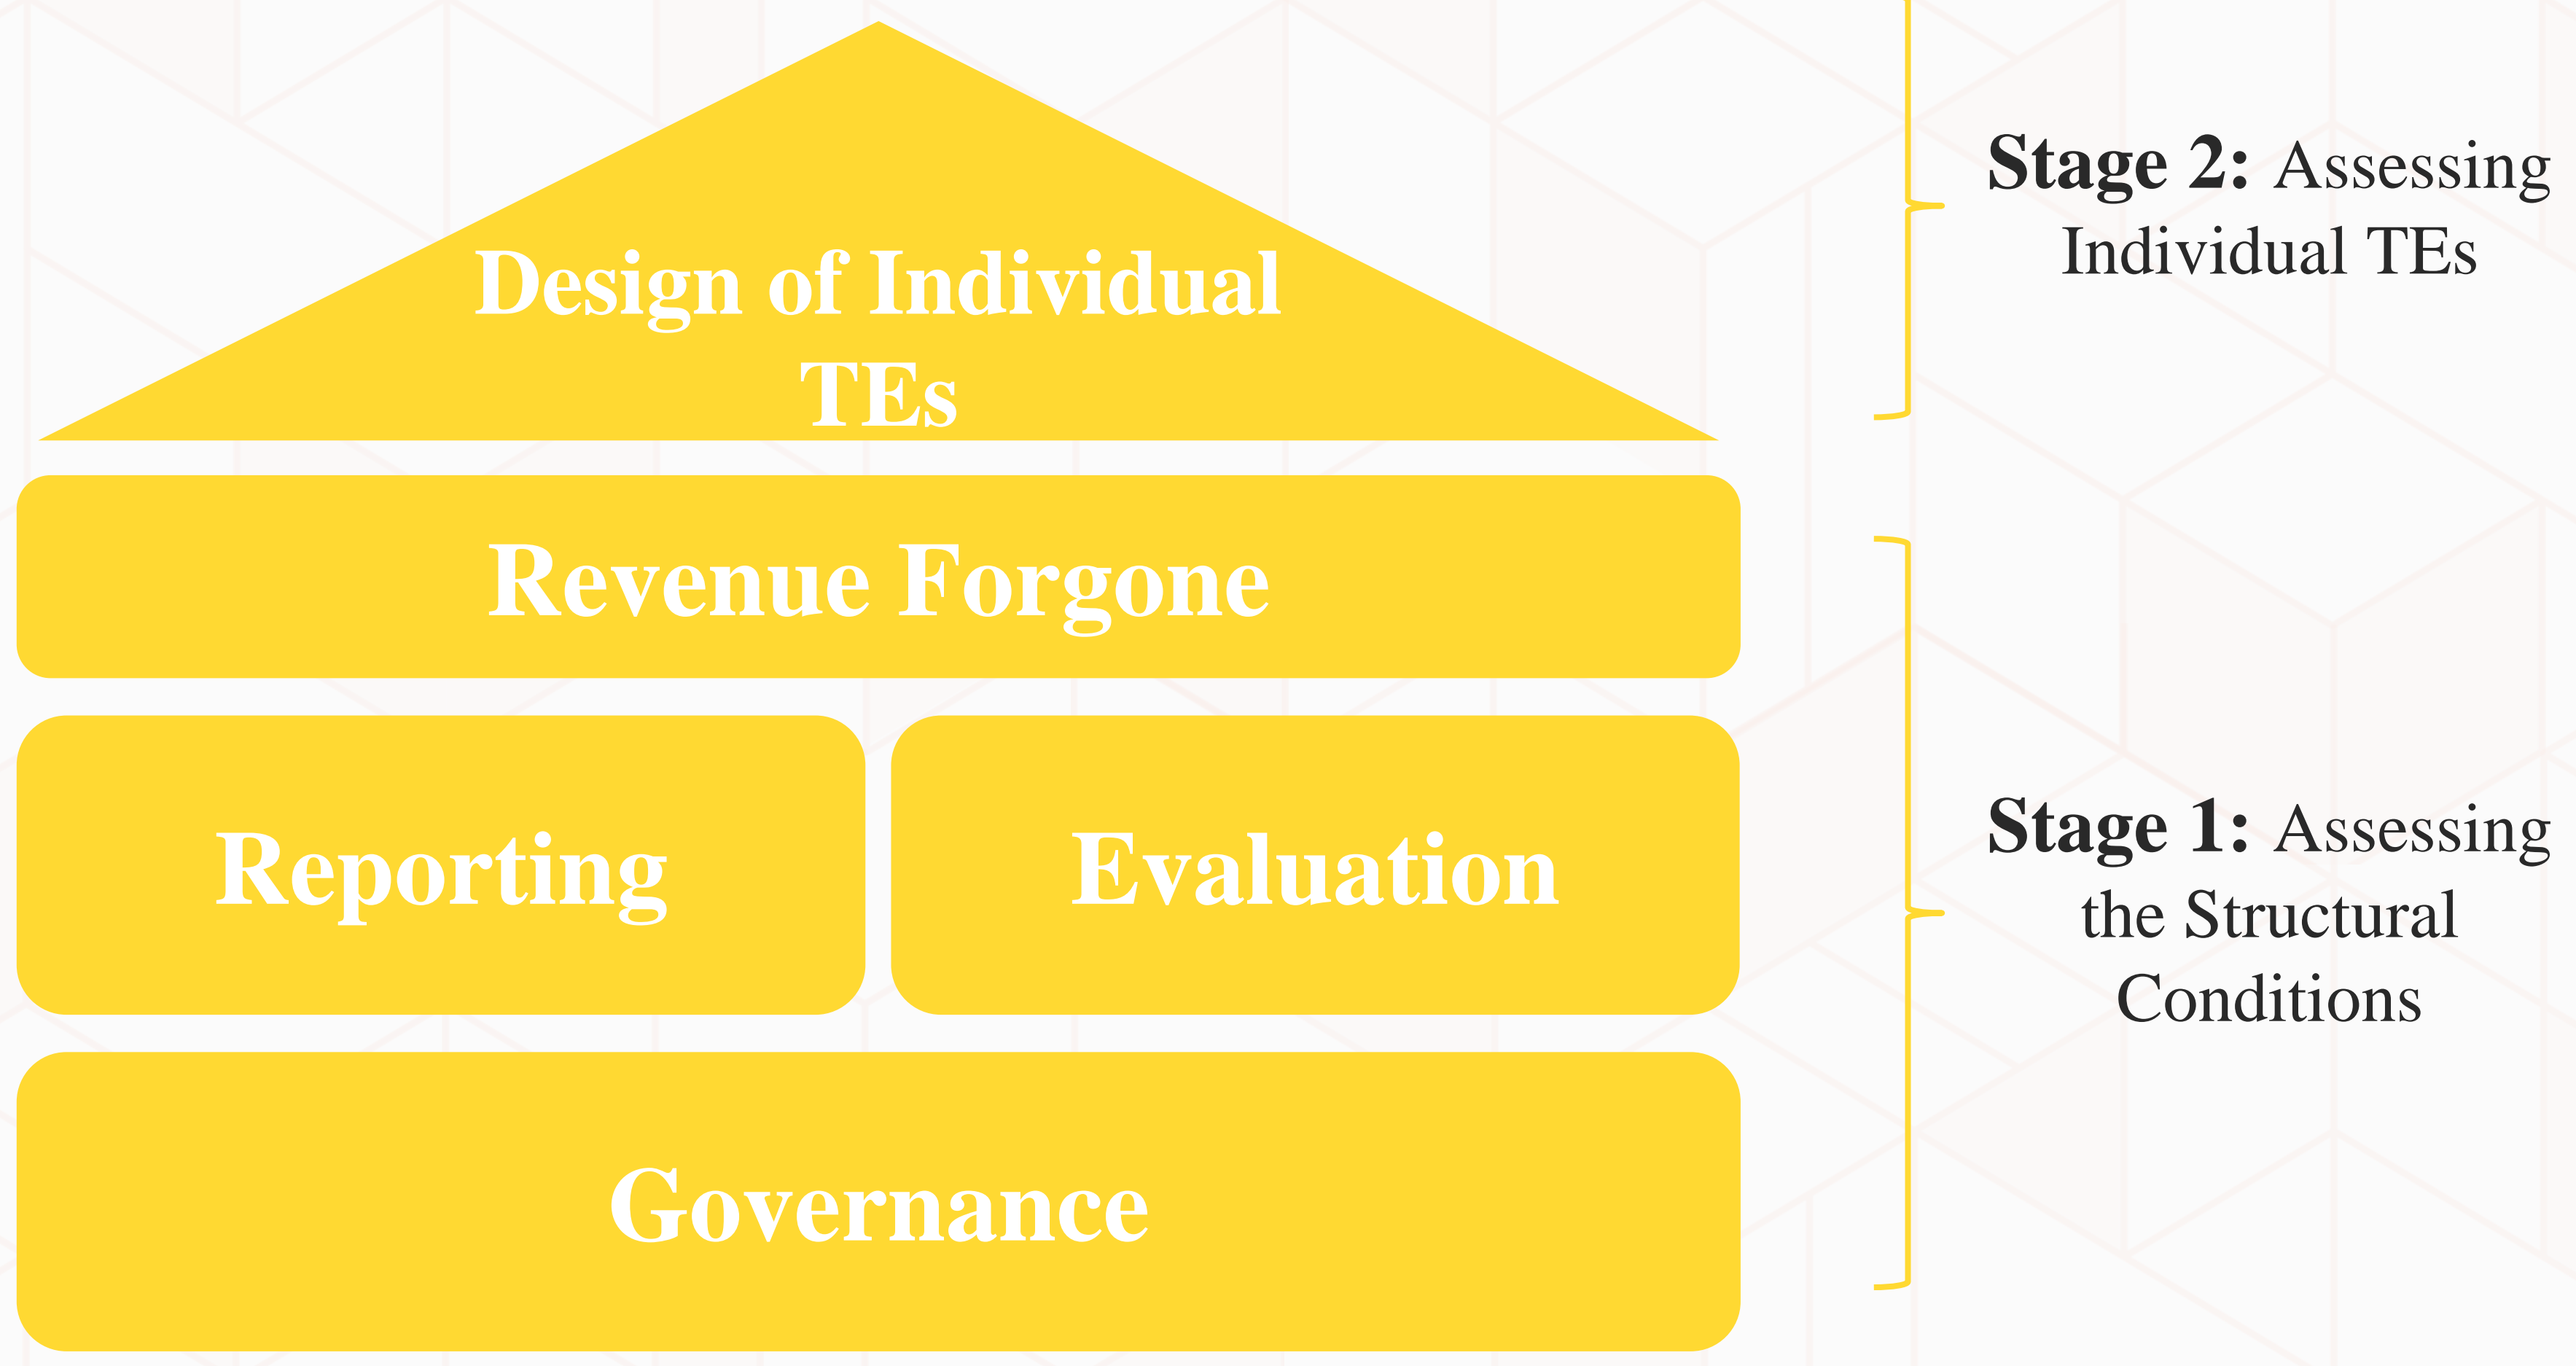 Design of Individual
TEs
Revenue Forgone
Reporting
Evaluation
Governance
Stage 2: Assessing
Individual TEs
Stage 1: Assessing
the Structural
Conditions